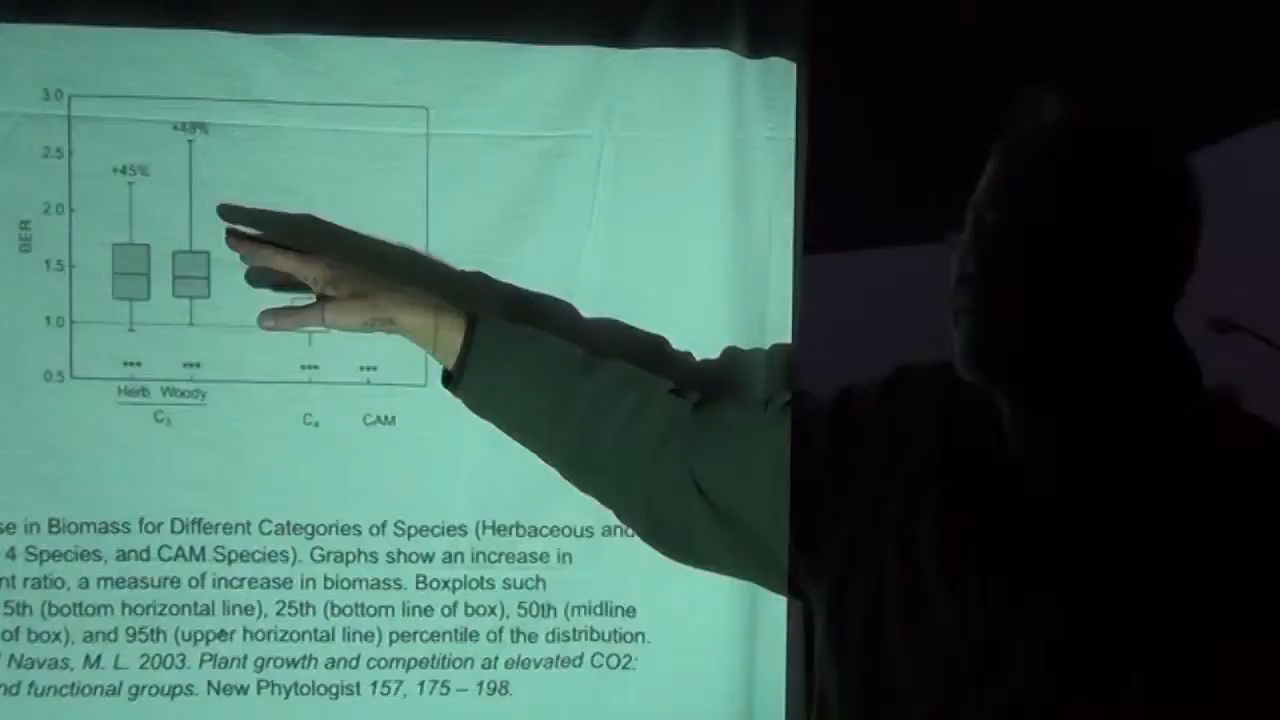 3.0
+48%
2.5
+45%
2.0
BER
1.5
1.0
*** *** *** ***
0.5
Herb Woody
C3 C4 CAM
se in Biomass for Different Categories of Species (Herbaceous and
4 Species, and CAM Species). Graphs show an increase in
nt ratio, a measure of increase in biomass. Boxplots such
5th (bottom horizontal line), 25th (bottom line of box), 50th (midline
of box), and 95th (upper horizontal line) percentile of the distribution.
Navas, M. L. 2003. Plant growth and competition at elevated CO2:
nd functional groups. New Phytologist 157, 175 – 198.